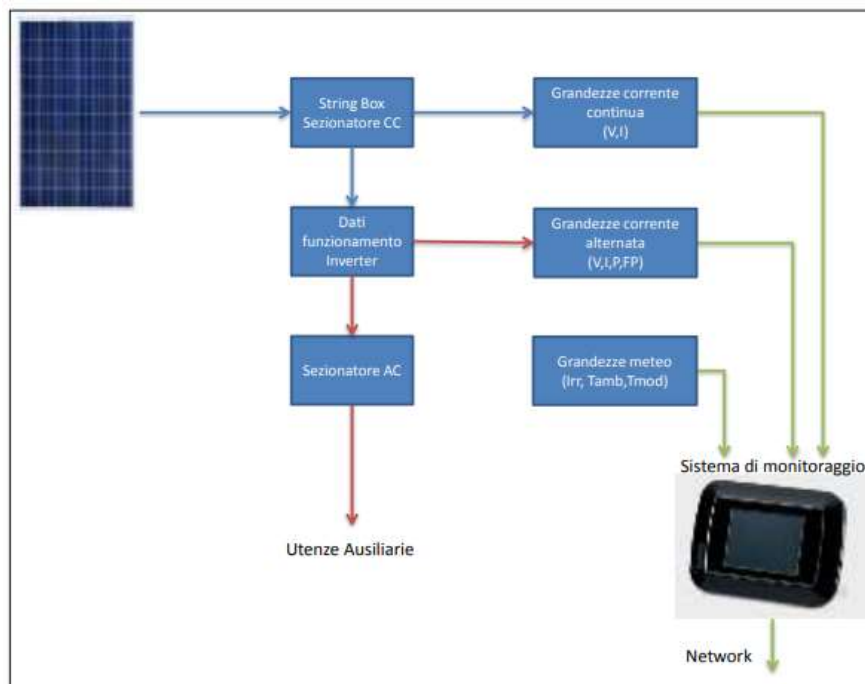 String Box
Sezionatore CC
Grandezze corrente
continua
(V,I)
Dati
funzionamento
Inverter
Grandezze corrente
alternata
(V,I,P,FP)
Sezionatore AC
Grandezze meteo
(Irr, Tamb,Tmod)
Sistema di monitoraggio
Utenze Ausiliarie
Network